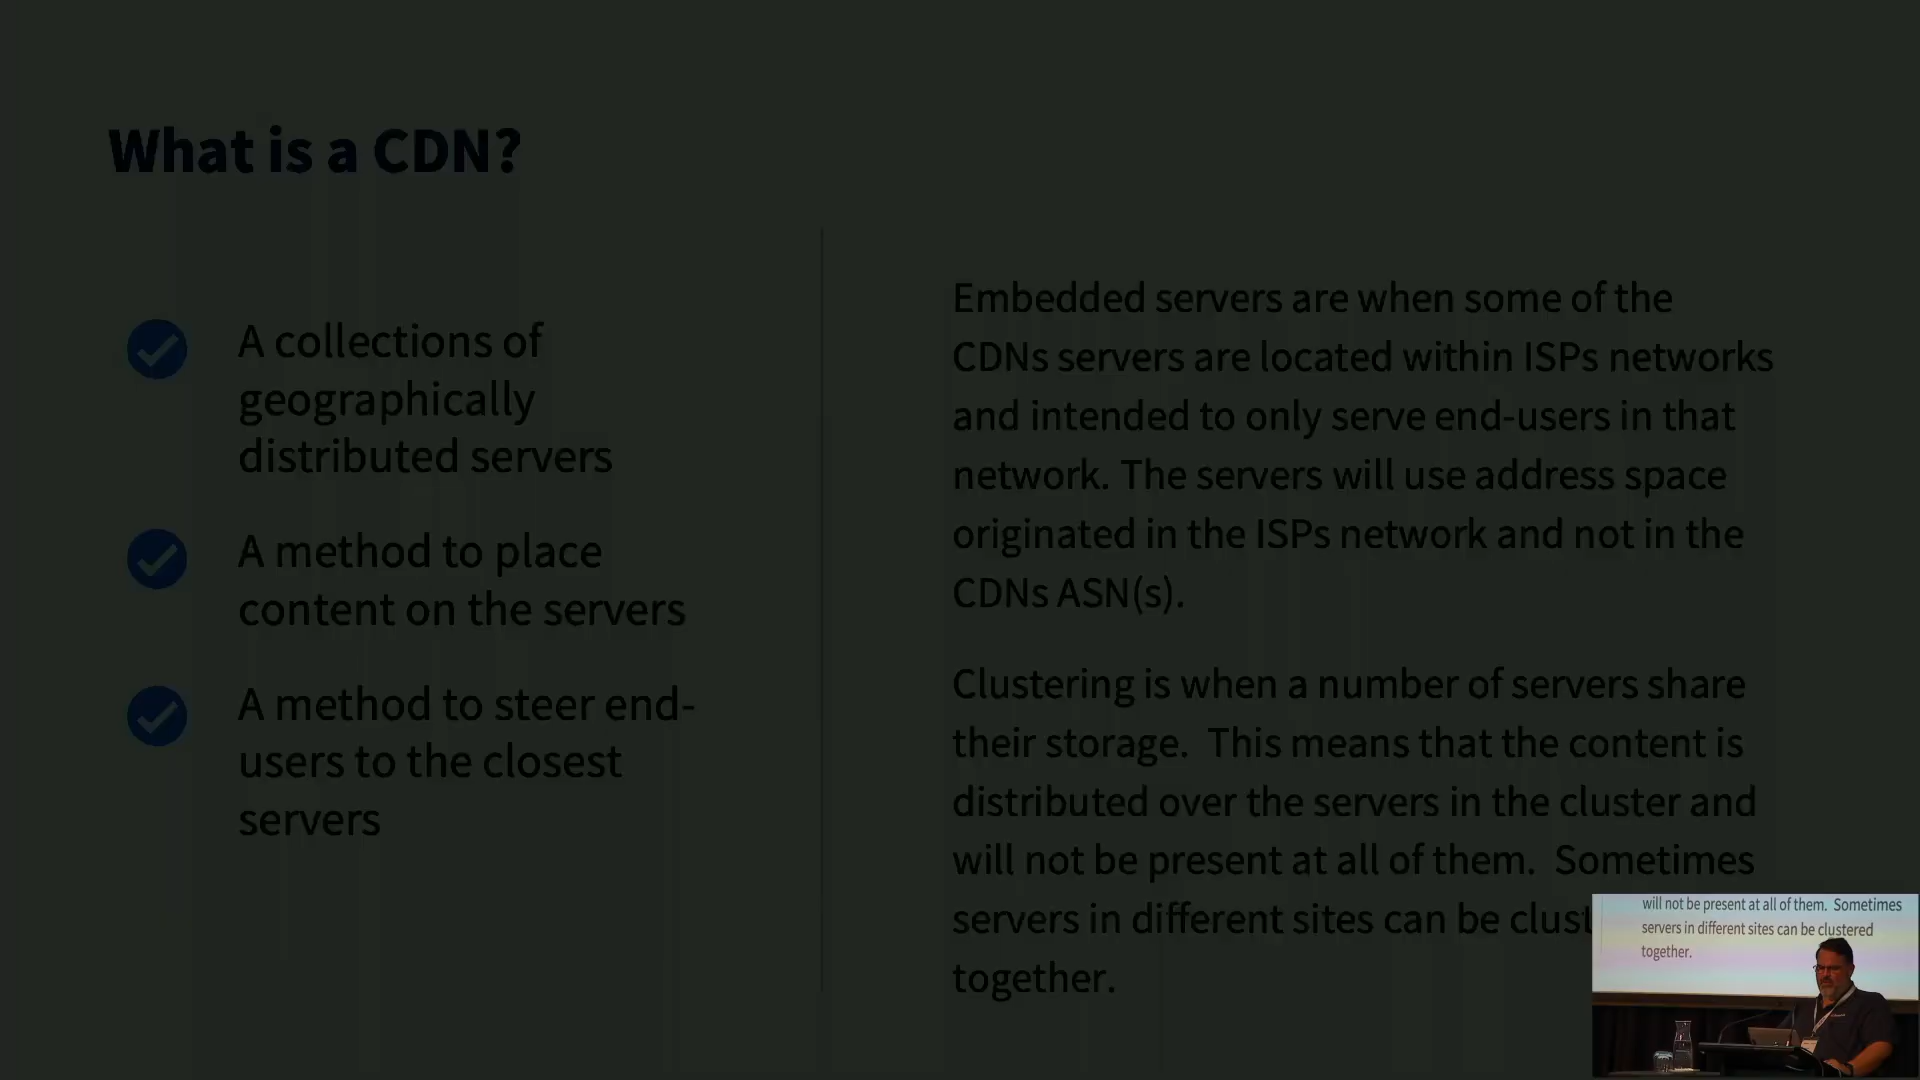 What is a CDN?
A collections of
geographically
distributed servers
A method to place
content on the servers
A method to steer end-
users to the closest
servers
Embedded servers are when some of the
CDNs servers are located within ISPs networks
and intended to only serve end-users in that
network. The servers will use address space
originated in the ISPs network and not in the
CDNs ASN(s).
Clustering is when a number of servers share
their storage.  This means that the content is
distributed over the servers in the cluster and
will not be present at all of them.  Sometimes
servers in different sites can be clust
together.
will not be present at all of them.  Sometimes
servers in different sites can be clustered
together.